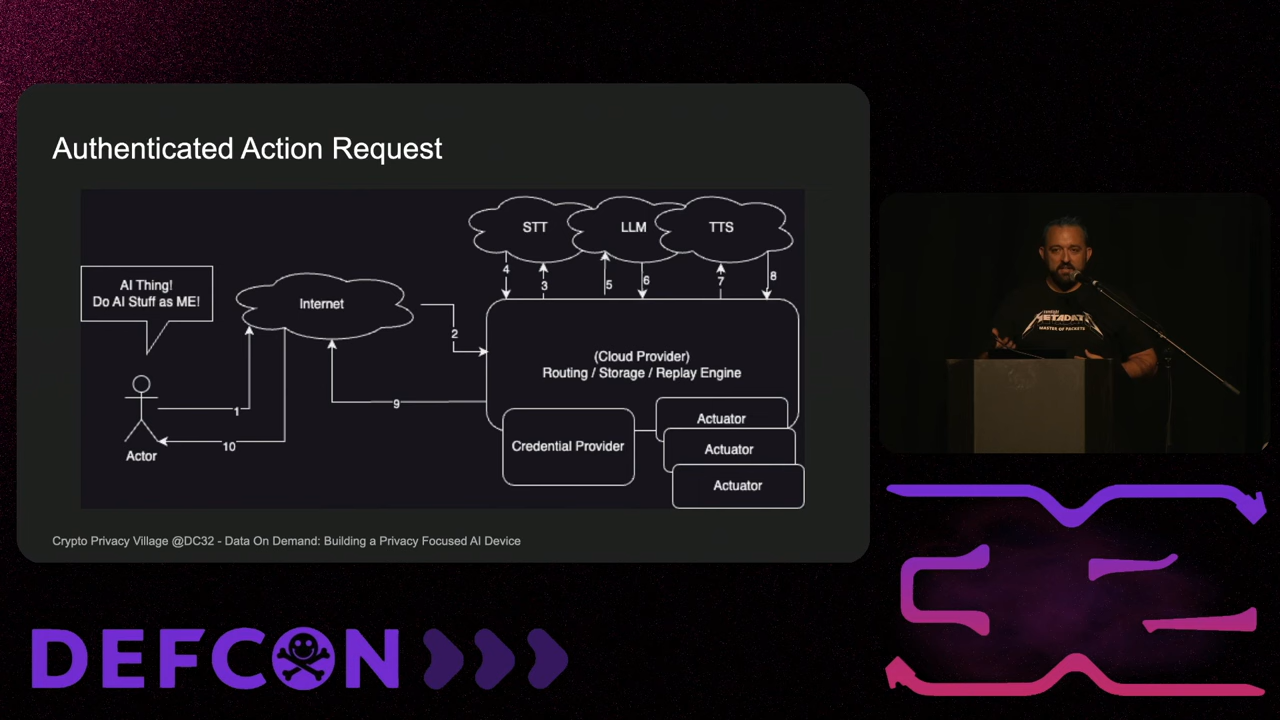 Authenticated Action Request
AI Thing!
Do AI Stuff as ME!
Internet
STT
LLM
TTS
4
3
5
6
7
8
2
(Cloud Provider)
Routing / Storage / Replay Engine
1
9
10
Actor
Credential Provider
Actuator
Actuator
Actuator
Crypto Privacy Village @DC32 - Data On Demand: Building a Privacy Focused AI Device
METADATA
MASTER OF PACKETS
DEFCON